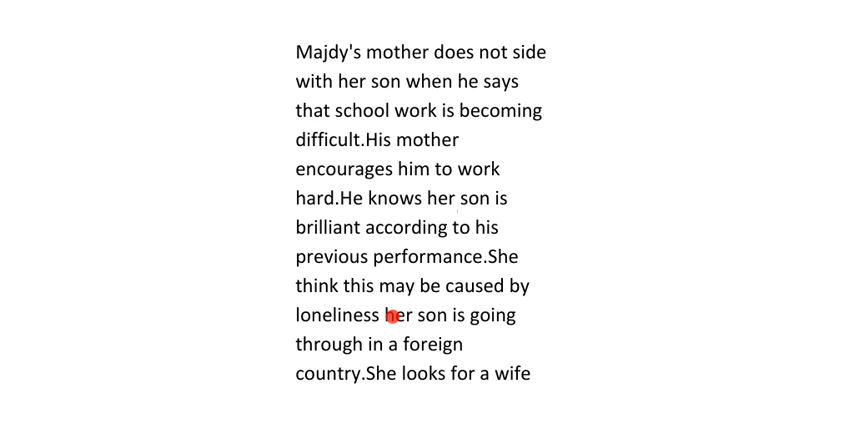 Majdy's mother does not side
with her son when he says
that school work is becoming
difficult.His mother
encourages him to work
hard.He knows her son is
brilliant according to his
previous performance.She
think this may be caused by
loneliness her son is going
through in a foreign
country.She looks for a wife